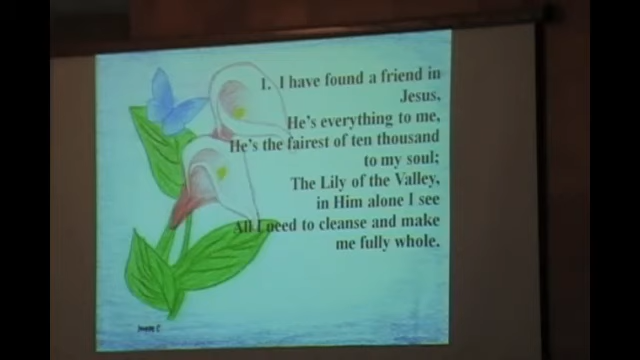 1. I have found a friend in
Jesus,
He's everything to me,
He's the fairest of ten thousand
to my soul;
The Lily of the Valley,
in Him alone I see
All I need to cleanse and make
me fully whole.